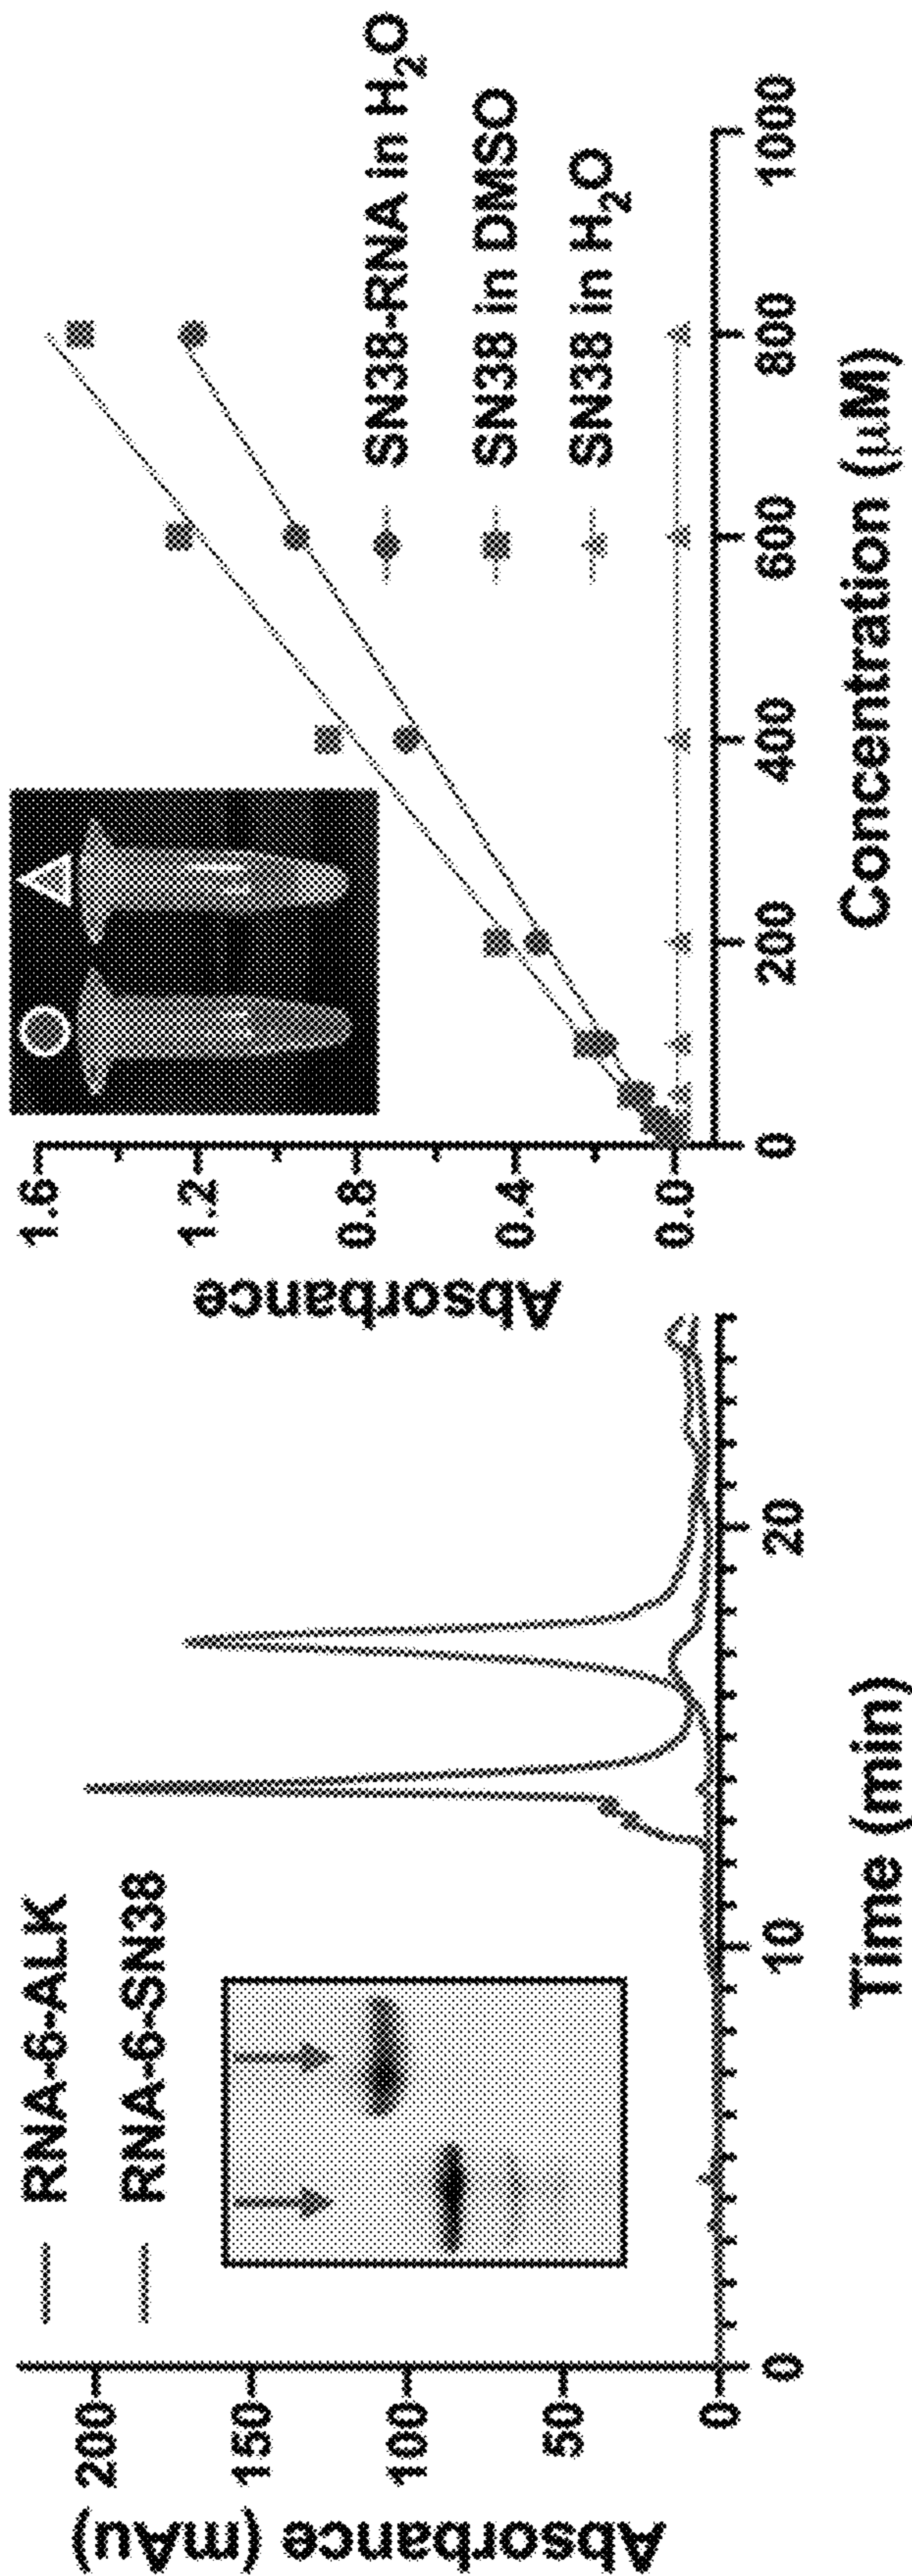 RNA-6-ALK
RNA-6-SN38
Absorbance (mAu)
200
150
100
50
0
0
10
20
Time (min)
Absorbance
1.6
1.2
0.8
0.4
0.0
0
200
400
600
800
1000
Concentration (μM)
SN38-RNA in H₂O
SN38 in DMSO
SN38 in H₂O